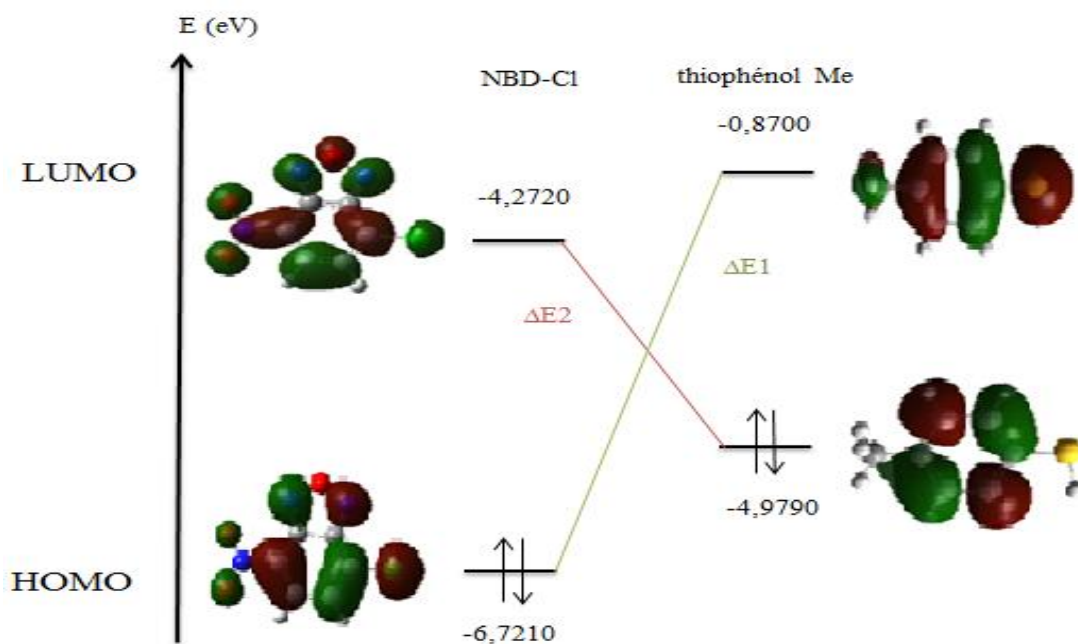 E (eV)
NBD-Cl
thiophénol Me
-0,8700
LUMO
-4,2720
ΔE1
ΔE2
-4,9790
HOMO
-6,7210